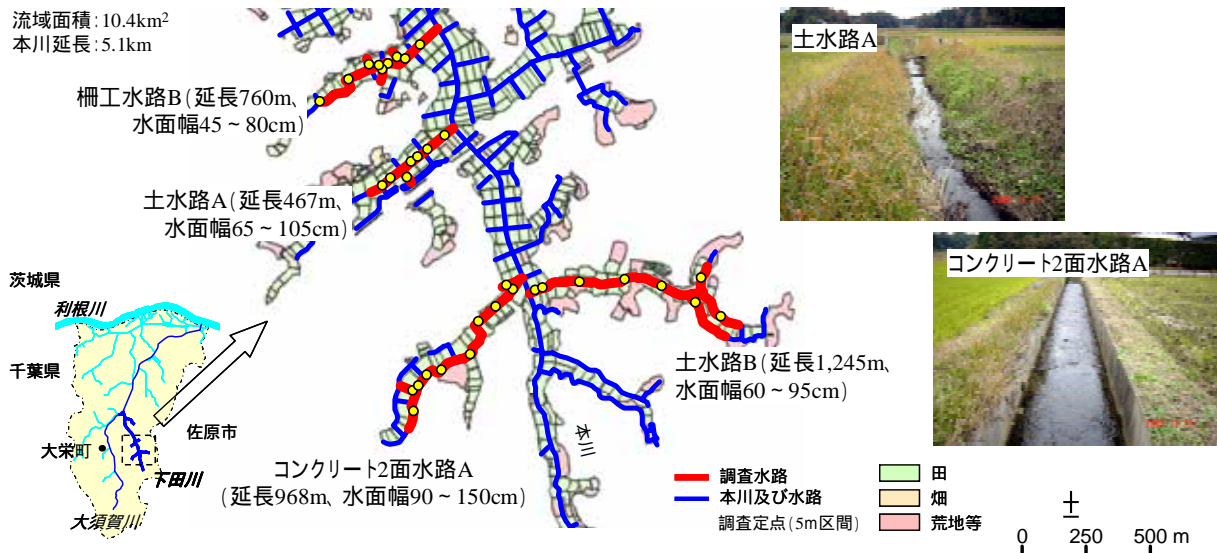 流域面積:10.4km²
本川延長:5.1km
土水路A
柵工水路B(延長760m、
水面幅45~80cm)
土水路A(延長467m、
水面幅65~105cm)
コンクリート2面水路A
茨城県
利根川
千葉県
佐原市
大栄町
下田川
大須賀川
土水路B(延長1,245m、
水面幅60~95cm)
本川
コンクリート2面水路A
(延長968m、水面幅90~150cm)
調査水路
本川及び水路
調査定点(5m区間)
田
畑
荒地等
0 250 500 m